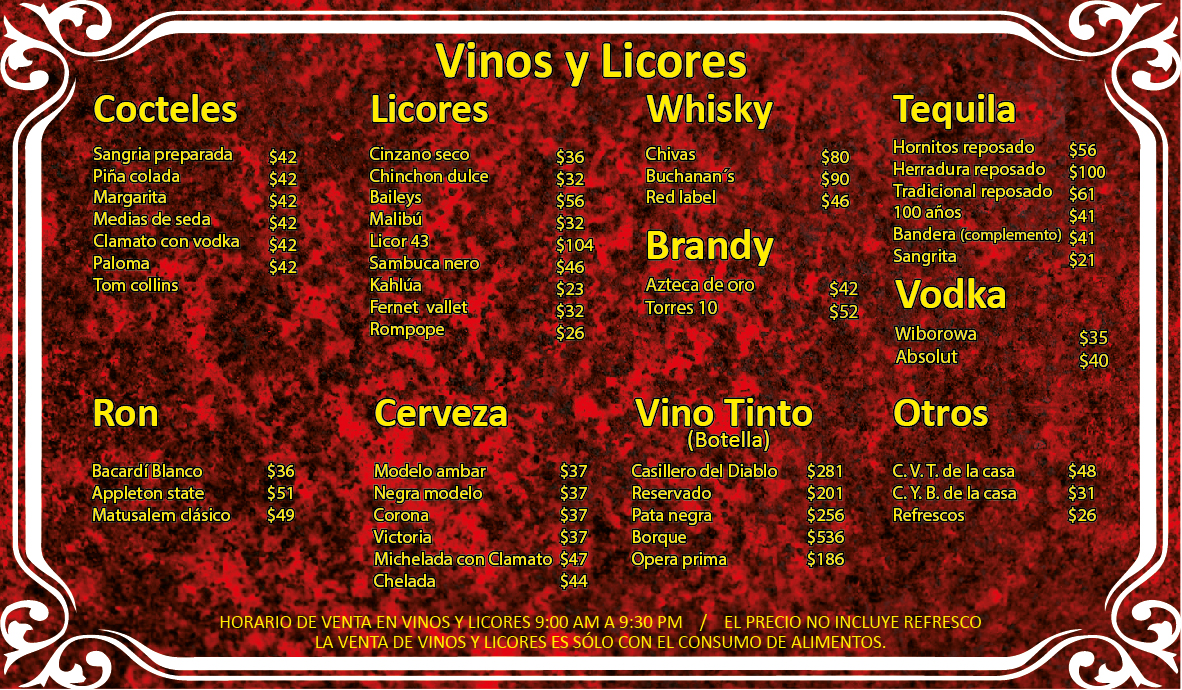 Vinos y Licores
Cocteles
Sangria preparada $42
Piña colada $42
Margarita $42
Medias de seda $42
Clamato con vodka $42
Paloma $42
Tom collins
Licores
Cinzano seco $36
Chinchon dulce $32
Baileys $56
Malibú $32
Licor 43 $104
Sambuca nero $46
Kahlúa $23
Fernet vallet $32
Rompope $26
Whisky
Chivas $80
Buchanan´s $90
Red label $46
Brandy
Azteca de oro $42
Torres 10 $52
Tequila
Hornitos reposado $56
Herradura reposado $100
Tradicional reposado $61
100 años $41
Bandera (complemento) $41
Sangrita $21
Vodka
Wiborowa $35
Absolut $40
Ron
Bacardí Blanco $36
Appleton state $51
Matusalem clásico $49
Cerveza
Modelo ambar $37
Negra modelo $37
Corona $37
Victoria $37
Michelada con Clamato $47
Chelada $44
Vino Tinto
(Botella)
Casillero del Diablo $281
Reservado $201
Pata negra $256
Borque $536
Opera prima $186
Otros
C. V. T. de la casa $48
C. Y. B. de la casa $31
Refrescos $26
HORARIO DE VENTA EN VINOS Y LICORES 9:00 AM A 9:30 PM / EL PRECIO NO INCLUYE REFRESCO
LA VENTA DE VINOS Y LICORES ES SÓLO CON EL CONSUMO DE ALIMENTOS.